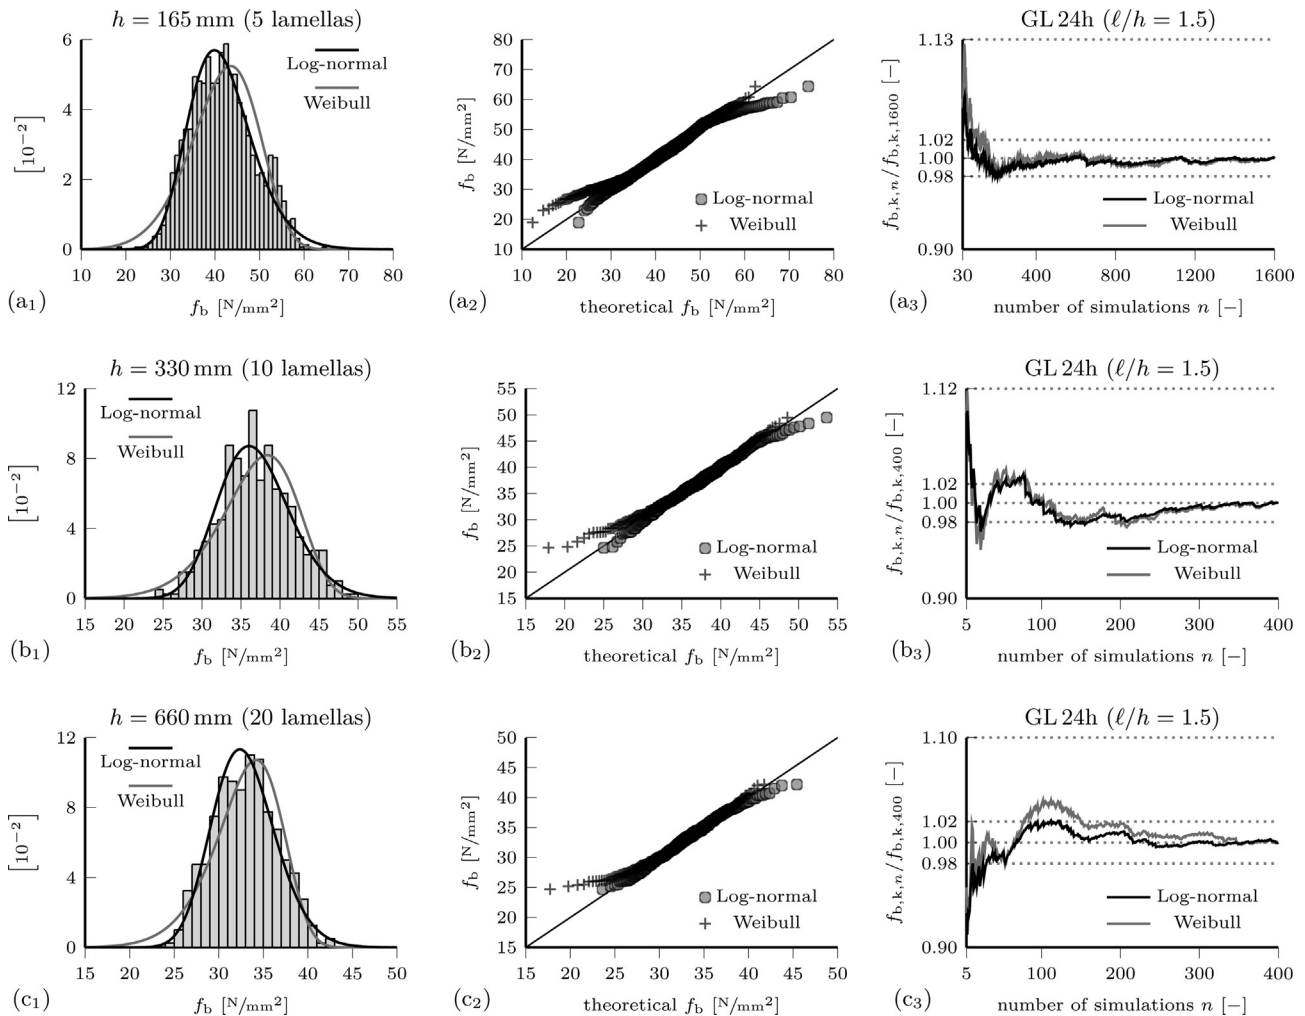 h = 165 mm (5 lamellas)
6
4
2
0
[10⁻²]
Log-normal
Weibull
10 20 30 40 50 60 70 80
(a₁)
f_b [N/mm²]
80
70
60
50
40
30
20
10
f_b [N/mm²]
Log-normal
Weibull
10 20 30 40 50 60 70 80
(a₂)
theoretical f_b [N/mm²]
GL 24h (ℓ/h = 1.5)
1.13
1.02
1.00
0.98
0.90
f_b,k,n/f_b,k,1600 [−]
Log-normal
Weibull
30 400 800 1200 1600
(a₃)
number of simulations n [−]
h = 330 mm (10 lamellas)
12
8
4
0
[10⁻²]
Log-normal
Weibull
15 20 25 30 35 40 45 50 55
(b₁)
f_b [N/mm²]
55
50
45
40
35
30
25
20
15
f_b [N/mm²]
Log-normal
Weibull
15 20 25 30 35 40 45 50 55
(b₂)
theoretical f_b [N/mm²]
GL 24h (ℓ/h = 1.5)
1.12
1.02
1.00
0.98
0.90
f_b,k,n/f_b,k,400 [−]
Log-normal
Weibull
5 100 200 300 400
(b₃)
number of simulations n [−]
h = 660 mm (20 lamellas)
12
8
4
0
[10⁻²]
Log-normal
Weibull
15 20 25 30 35 40 45 50
(c₁)
f_b [N/mm²]
50
45
40
35
30
25
20
15
f_b [N/mm²]
Log-normal
Weibull
15 20 25 30 35 40 45 50
(c₂)
theoretical f_b [N/mm²]
GL 24h (ℓ/h = 1.5)
1.10
1.02
1.00
0.98
0.90
f_b,k,n/f_b,k,400 [−]
Log-normal
Weibull
5 100 200 300 400
(c₃)
number of simulations n [−]